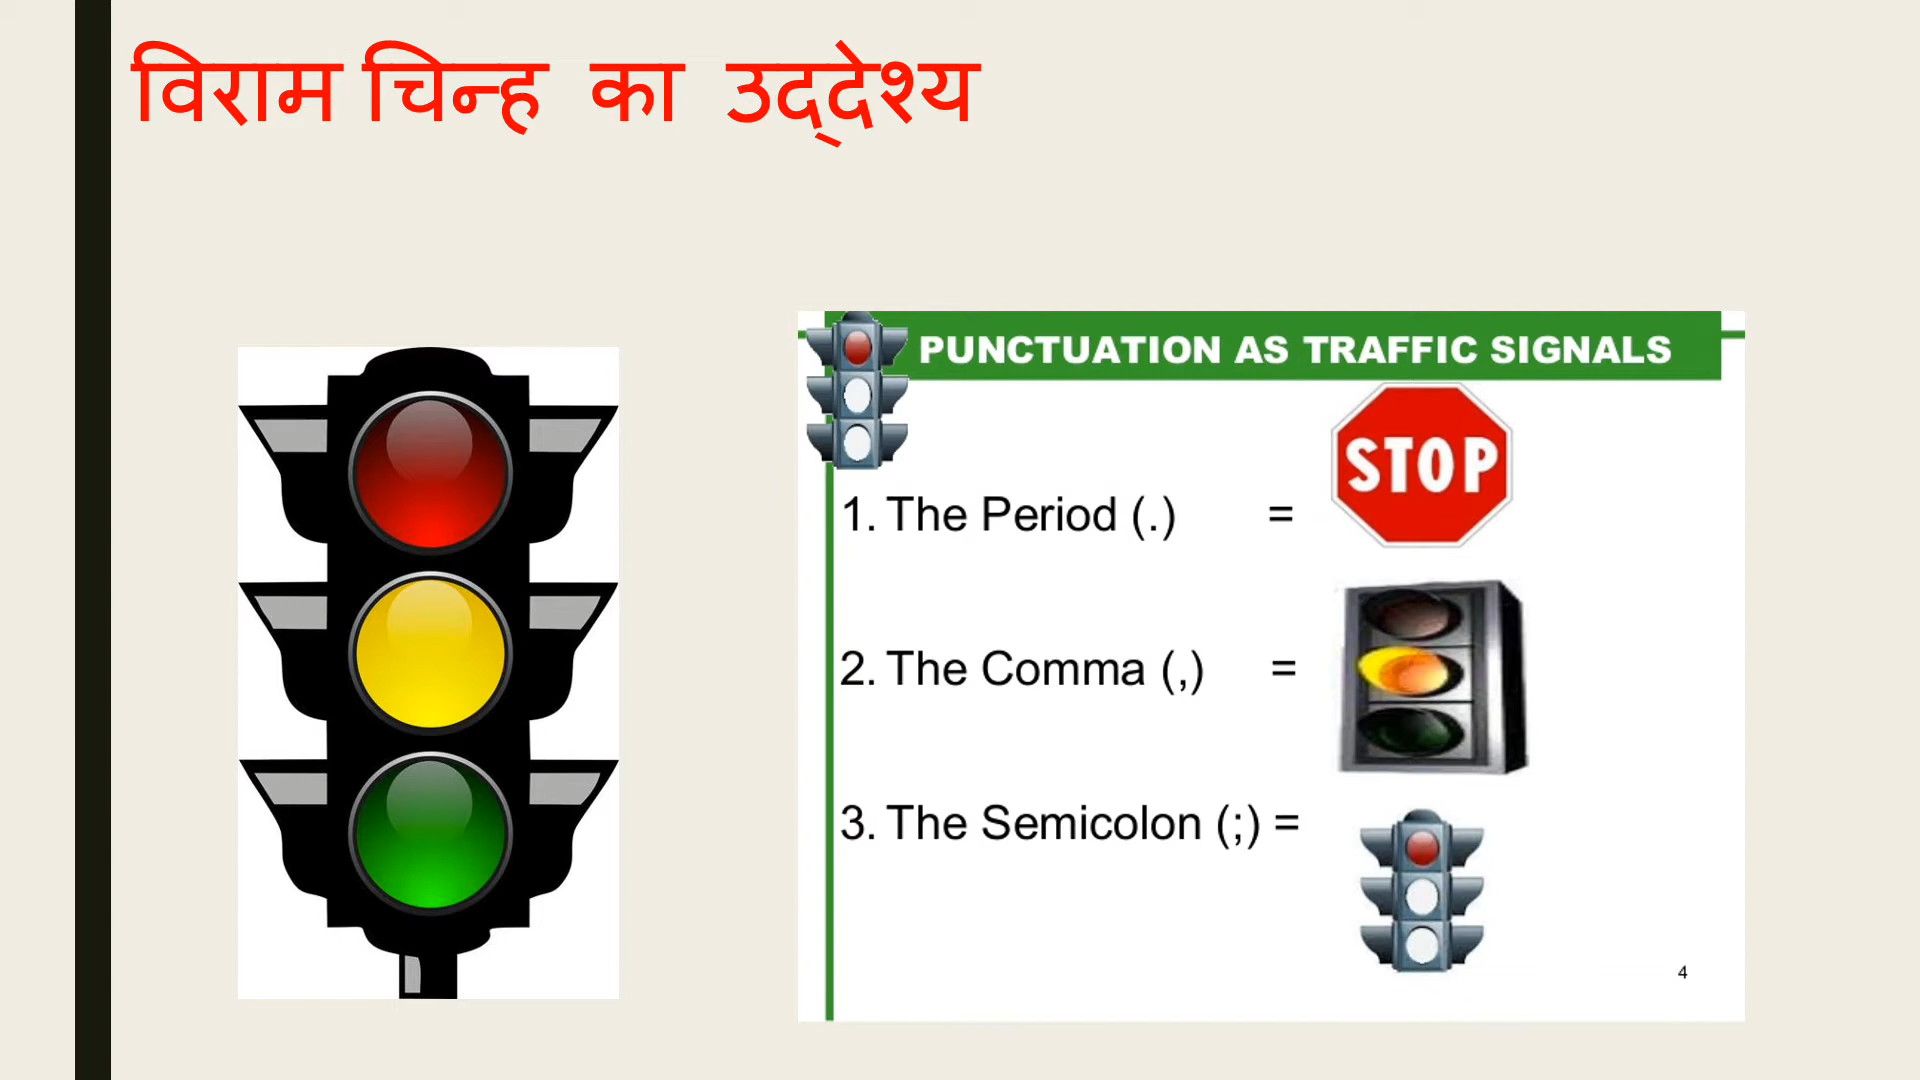 विराम चिन्ह का उद्‌देश्य
PUNCTUATION AS TRAFFIC SIGNALS
STOP
1. The Period (.) =
2. The Comma (,) =
3. The Semicolon (;) =
4